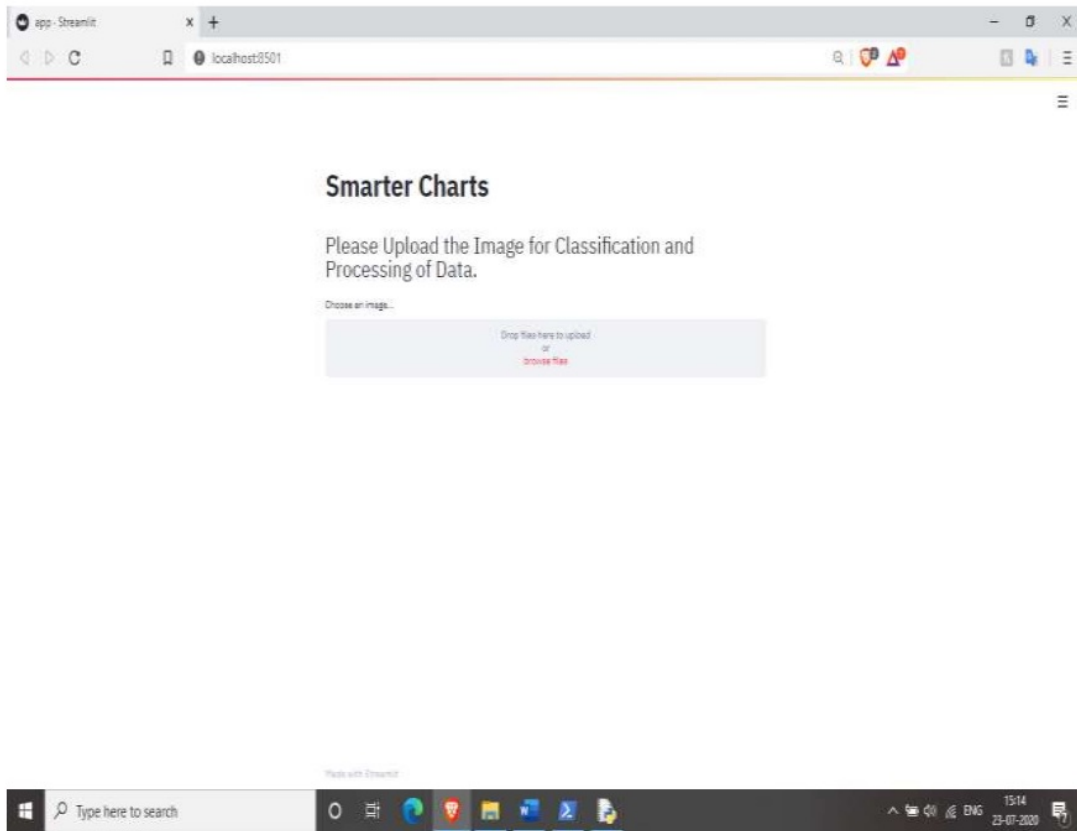 app · Streamlit
localhost:8501
Smarter Charts
Please Upload the Image for Classification and
Processing of Data.
Choose an image...
Drop files here to upload
or
browse files
Made with Streamlit
Type here to search
ENG
15:14
23-07-2020